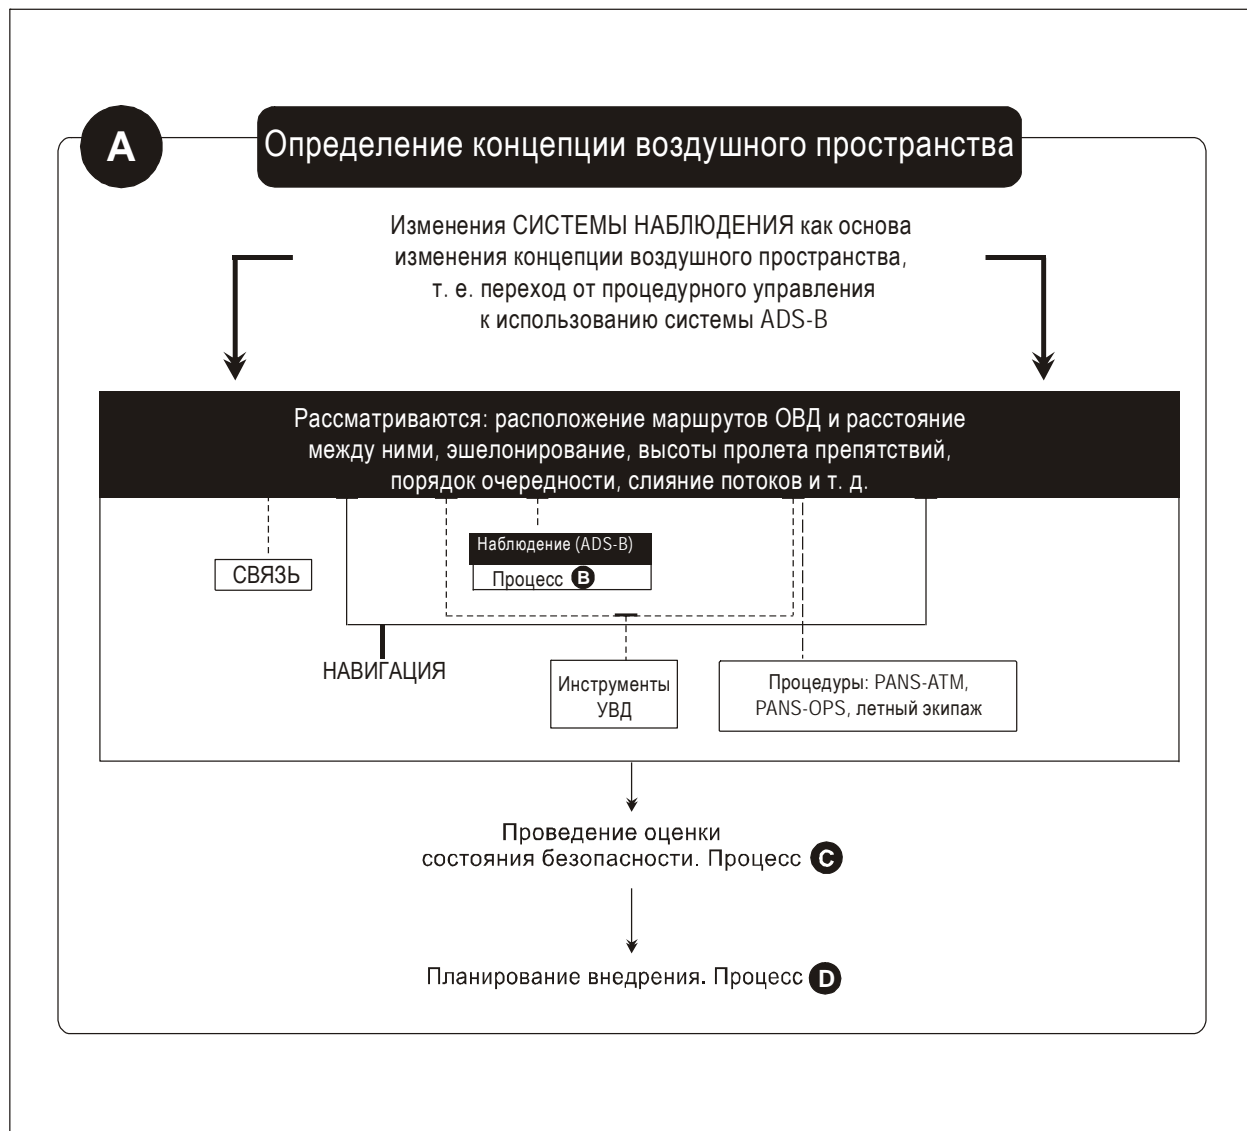 A
Определение концепции воздушного пространства
Изменения СИСТЕМЫ НАБЛЮДЕНИЯ как основа
изменения концепции воздушного пространства,
т. е. переход от процедурного управления
к использованию системы ADS-B
Рассматриваются: расположение маршрутов ОВД и расстояние
между ними, эшелонирование, высоты пролета препятствий,
порядок очередности, слияние потоков и т. д.
Наблюдение (ADS-B)
Процесс B
СВЯЗЬ
НАВИГАЦИЯ
Инструменты
УВД
Процедуры: PANS-ATM,
PANS-OPS, летный экипаж
Проведение оценки
состояния безопасности. Процесс C
Планирование внедрения. Процесс D